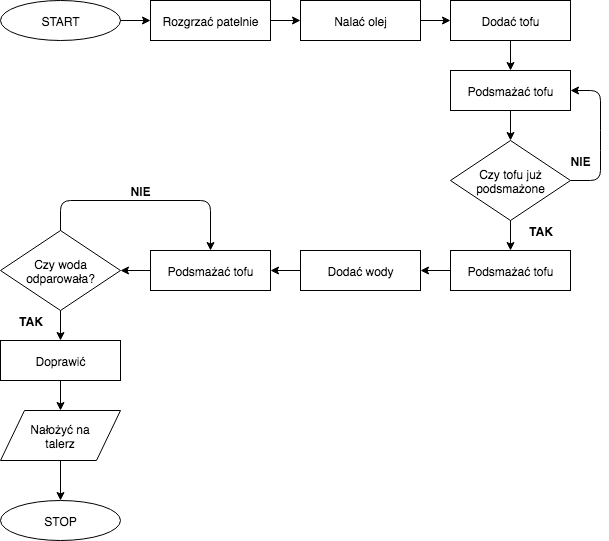 START
Rozgrzać patelnie
Nalać olej
Dodać tofu
Podsmażać tofu
NIE
Czy tofu już
podsmażone
TAK
Podsmażać tofu
Dodać wody
Podsmażać tofu
NIE
Czy woda
odparowała?
TAK
Doprawić
Nałożyć na
talerz
STOP